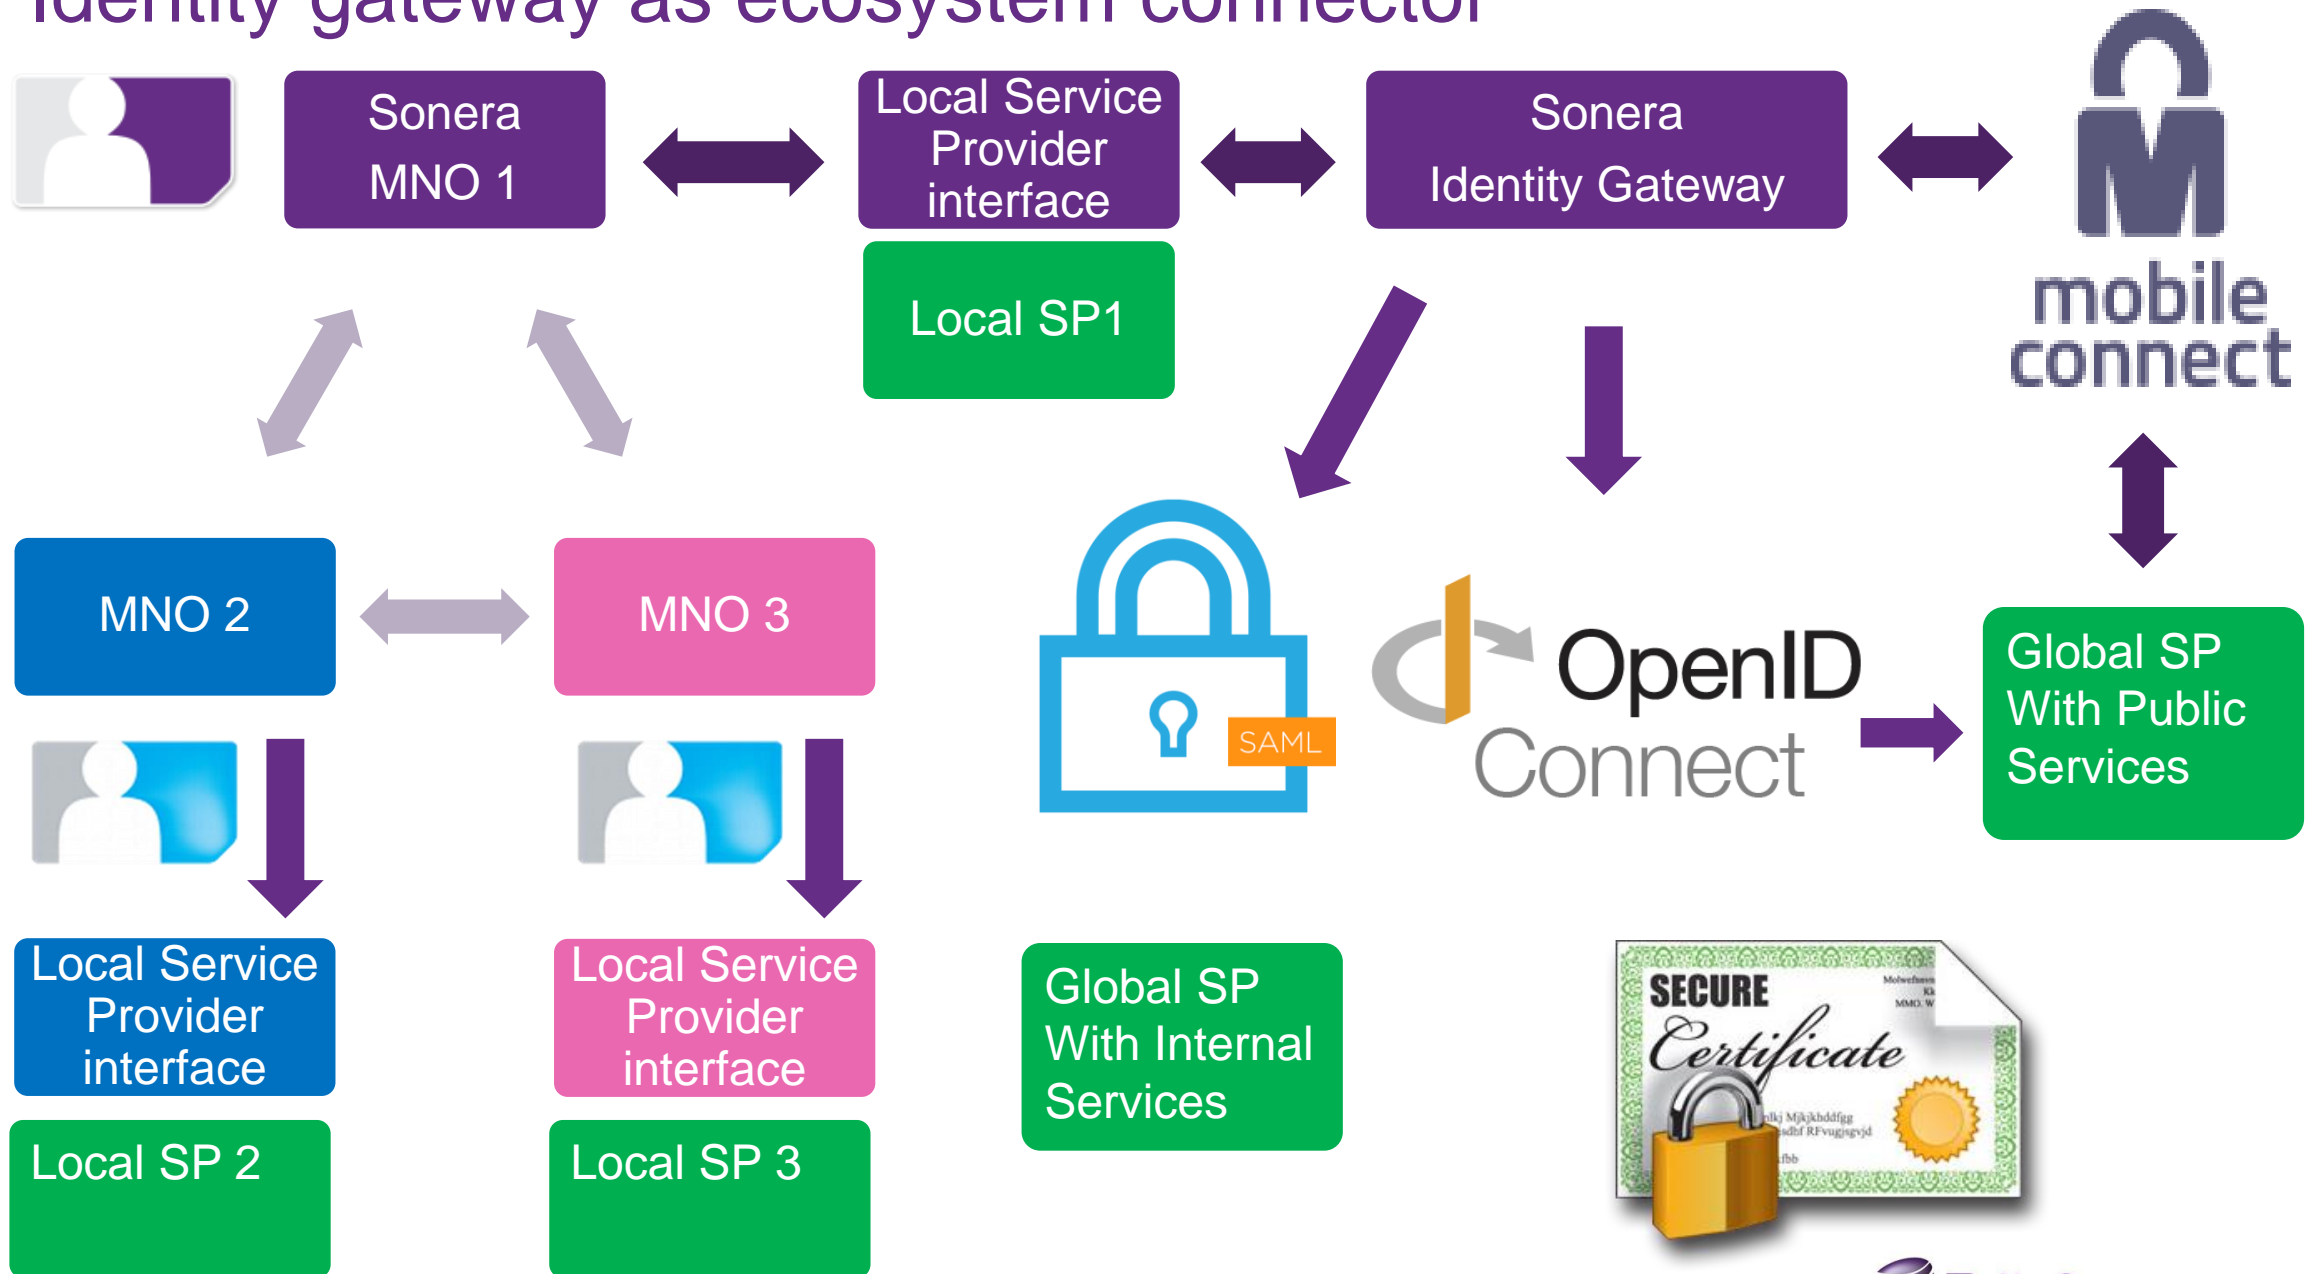 Identity gateway as ecosystem connector
Sonera
MNO 1
Local Service
Provider
interface
Sonera
Identity Gateway
Local SP1
mobile
connect
MNO 2
MNO 3
SAML
OpenID
Connect
Global SP
With Public
Services
Local Service
Provider
interface
Local Service
Provider
interface
Global SP
With Internal
Services
SECURE
Certificate
MMO. W
Local SP 2
Local SP 3